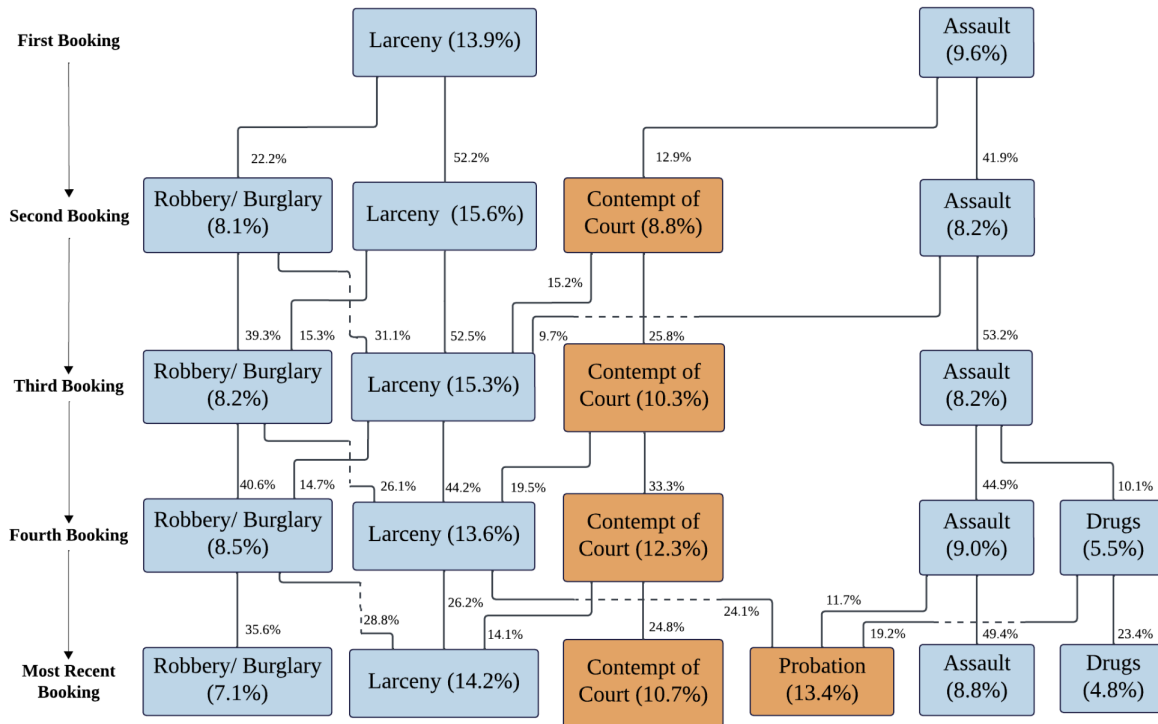 First Booking
Larceny (13.9%)
Assault
(9.6%)
22.2%
52.2%
12.9%
41.9%
Second Booking
Robbery/ Burglary
(8.1%)
Larceny (15.6%)
Contempt of
Court (8.8%)
Assault
(8.2%)
15.2%
39.3%
15.3%
31.1%
52.5%
9.7%
25.8%
53.2%
Third Booking
Robbery/ Burglary
(8.2%)
Larceny (15.3%)
Contempt of
Court (10.3%)
Assault
(8.2%)
40.6%
14.7%
26.1%
44.2%
19.5%
33.3%
44.9%
10.1%
Fourth Booking
Robbery/ Burglary
(8.5%)
Larceny (13.6%)
Contempt of
Court (12.3%)
Assault
(9.0%)
Drugs
(5.5%)
35.6%
28.8%
26.2%
14.1%
24.8%
24.1%
11.7%
19.2%
49.4%
23.4%
Most Recent
Booking
Robbery/ Burglary
(7.1%)
Larceny (14.2%)
Contempt of
Court (10.7%)
Probation
(13.4%)
Assault
(8.8%)
Drugs
(4.8%)